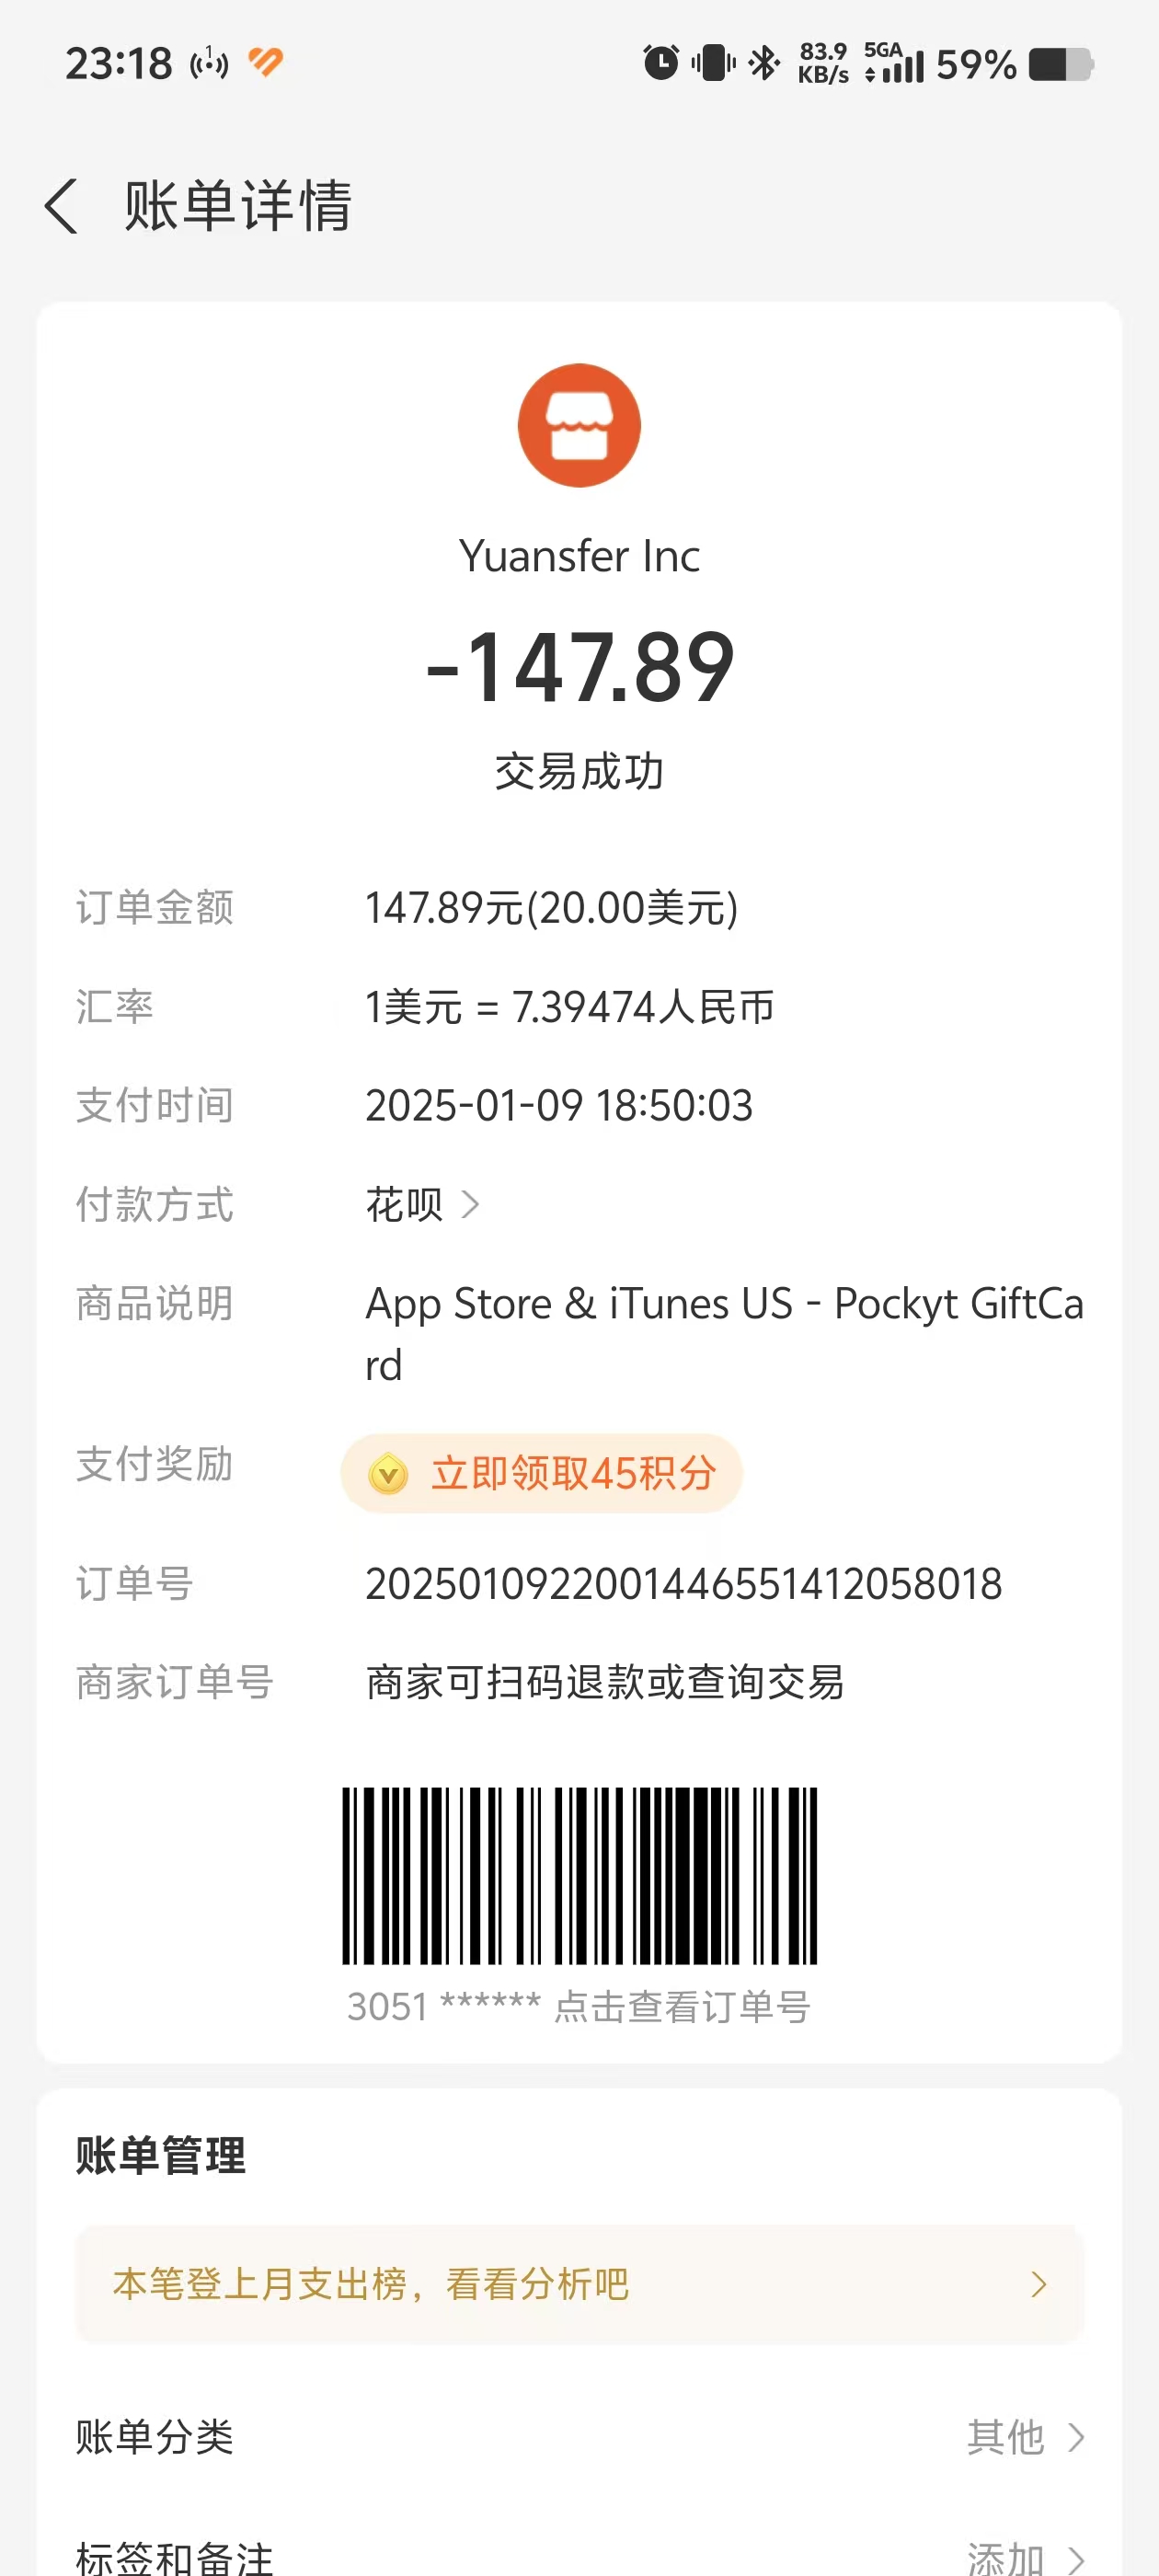 23:18
83.9 KB/s 5GA 59%
账单详情
Yuansfer Inc
-147.89
交易成功
订单金额 147.89元(20.00美元)
汇率 1美元 = 7.39474人民币
支付时间 2025-01-09 18:50:03
付款方式 花呗
商品说明 App Store & iTunes US - Pockyt GiftCa
rd
支付奖励 立即领取45积分
订单号 2025010922001446551412058018
商家订单号 商家可扫码退款或查询交易
3051 ****** 点击查看订单号
账单管理
本笔登上月支出榜，看看分析吧
账单分类 其他
标签和备注 添加